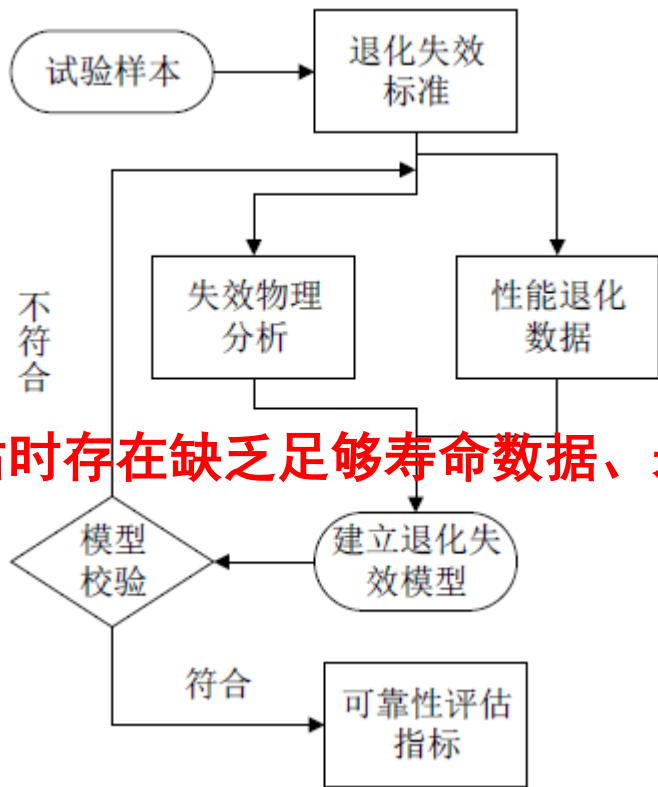 试验样本
退化失效
标准
失效物理
分析
性能退化
数据
不
符
合
时存在缺乏足够寿命数据、
模型
校验
建立退化失
效模型
符合
可靠性评估
指标